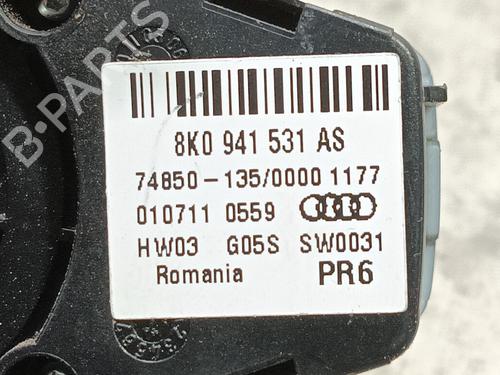 8K0 941 531 AS
74850-135/0000 1177
010711 0559
HW03 G05S SW0031
Romania PR6
B-PARTS